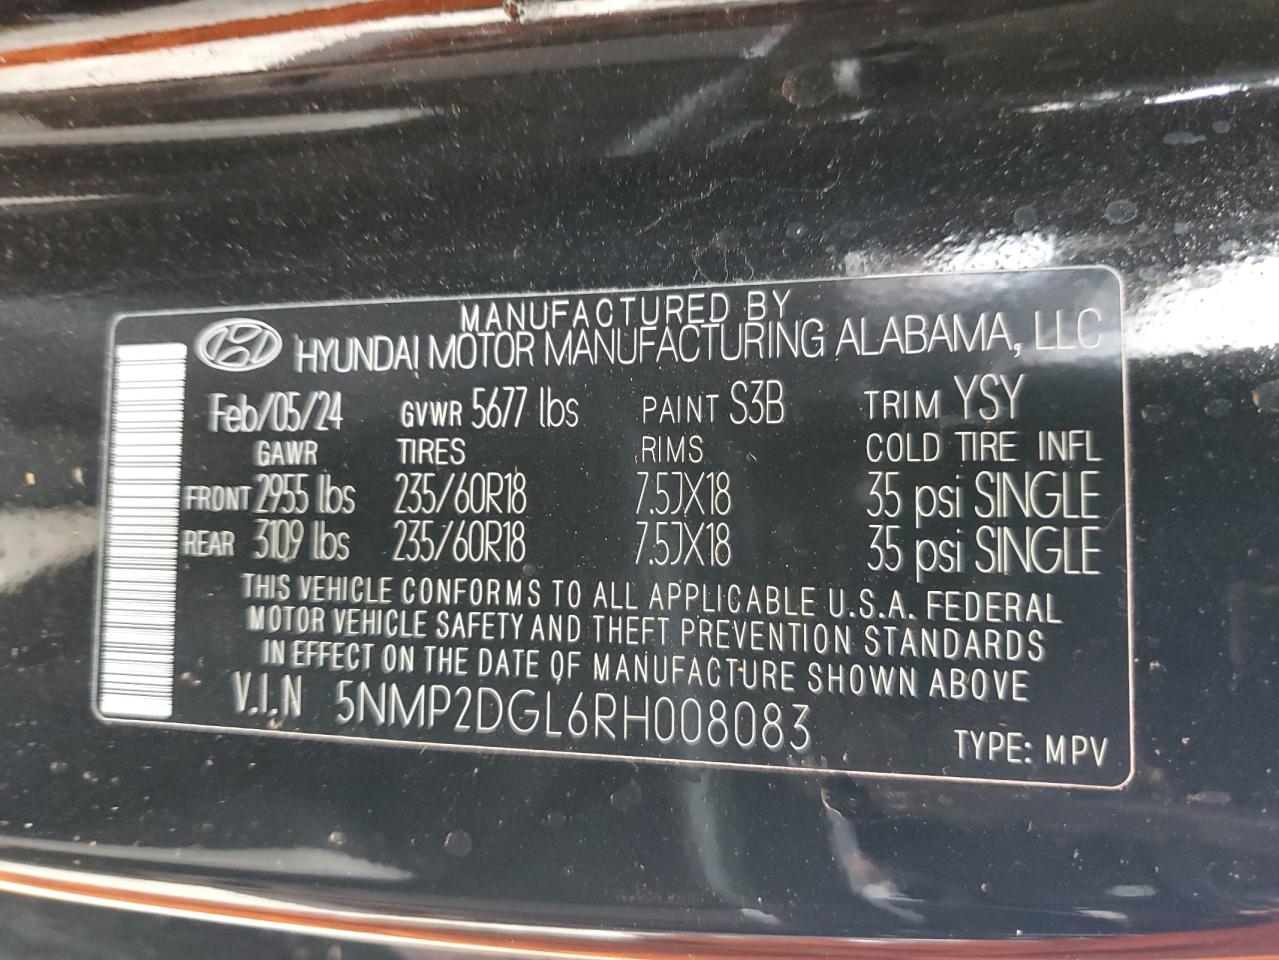 MANUFACTURED BY
HYUNDAI MOTOR MANUFACTURING ALABAMA, LLC
Feb/05/24 GVWR 5677 lbs PAINT S3B TRIM YSY
GAWR TIRES RIMS COLD TIRE INFL
FRONT 2955 lbs 235/60R18 7.5JX18 35 psi SINGLE
REAR 3109 lbs 235/60R18 7.5JX18 35 psi SINGLE
THIS VEHICLE CONFORMS TO ALL APPLICABLE U.S.A. FEDERAL
MOTOR VEHICLE SAFETY AND THEFT PREVENTION STANDARDS
IN EFFECT ON THE DATE OF MANUFACTURE SHOWN ABOVE
V.I.N 5NMP2DGL6RH008083
TYPE: MPV